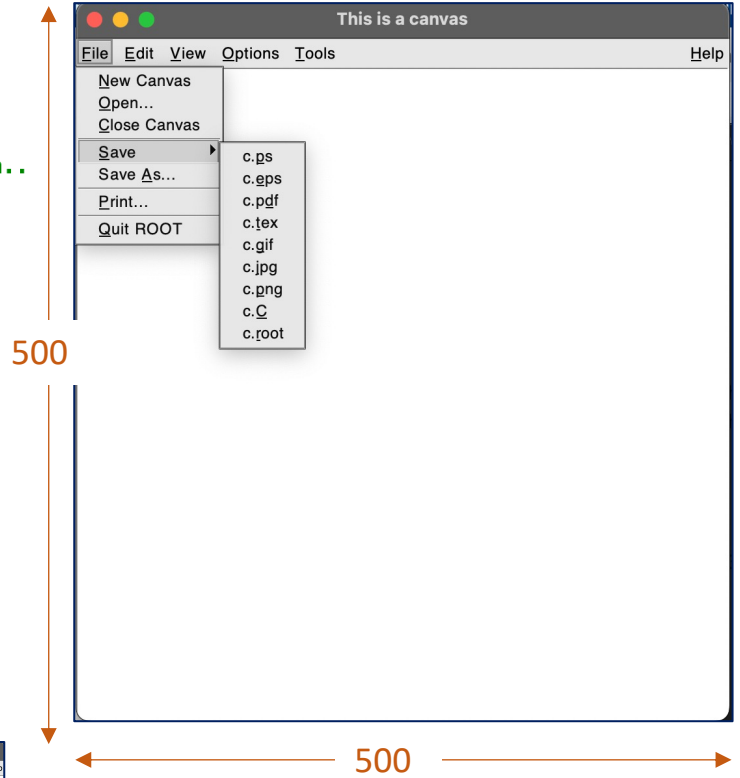 This is a canvas
File Edit View Options Tools Help
New Canvas
Open...
Close Canvas
Save
Save As...
Print...
Quit ROOT
c.ps
c.eps
c.pdf
c.tex
c.gif
c.jpg
c.png
c.C
c.root
500
500